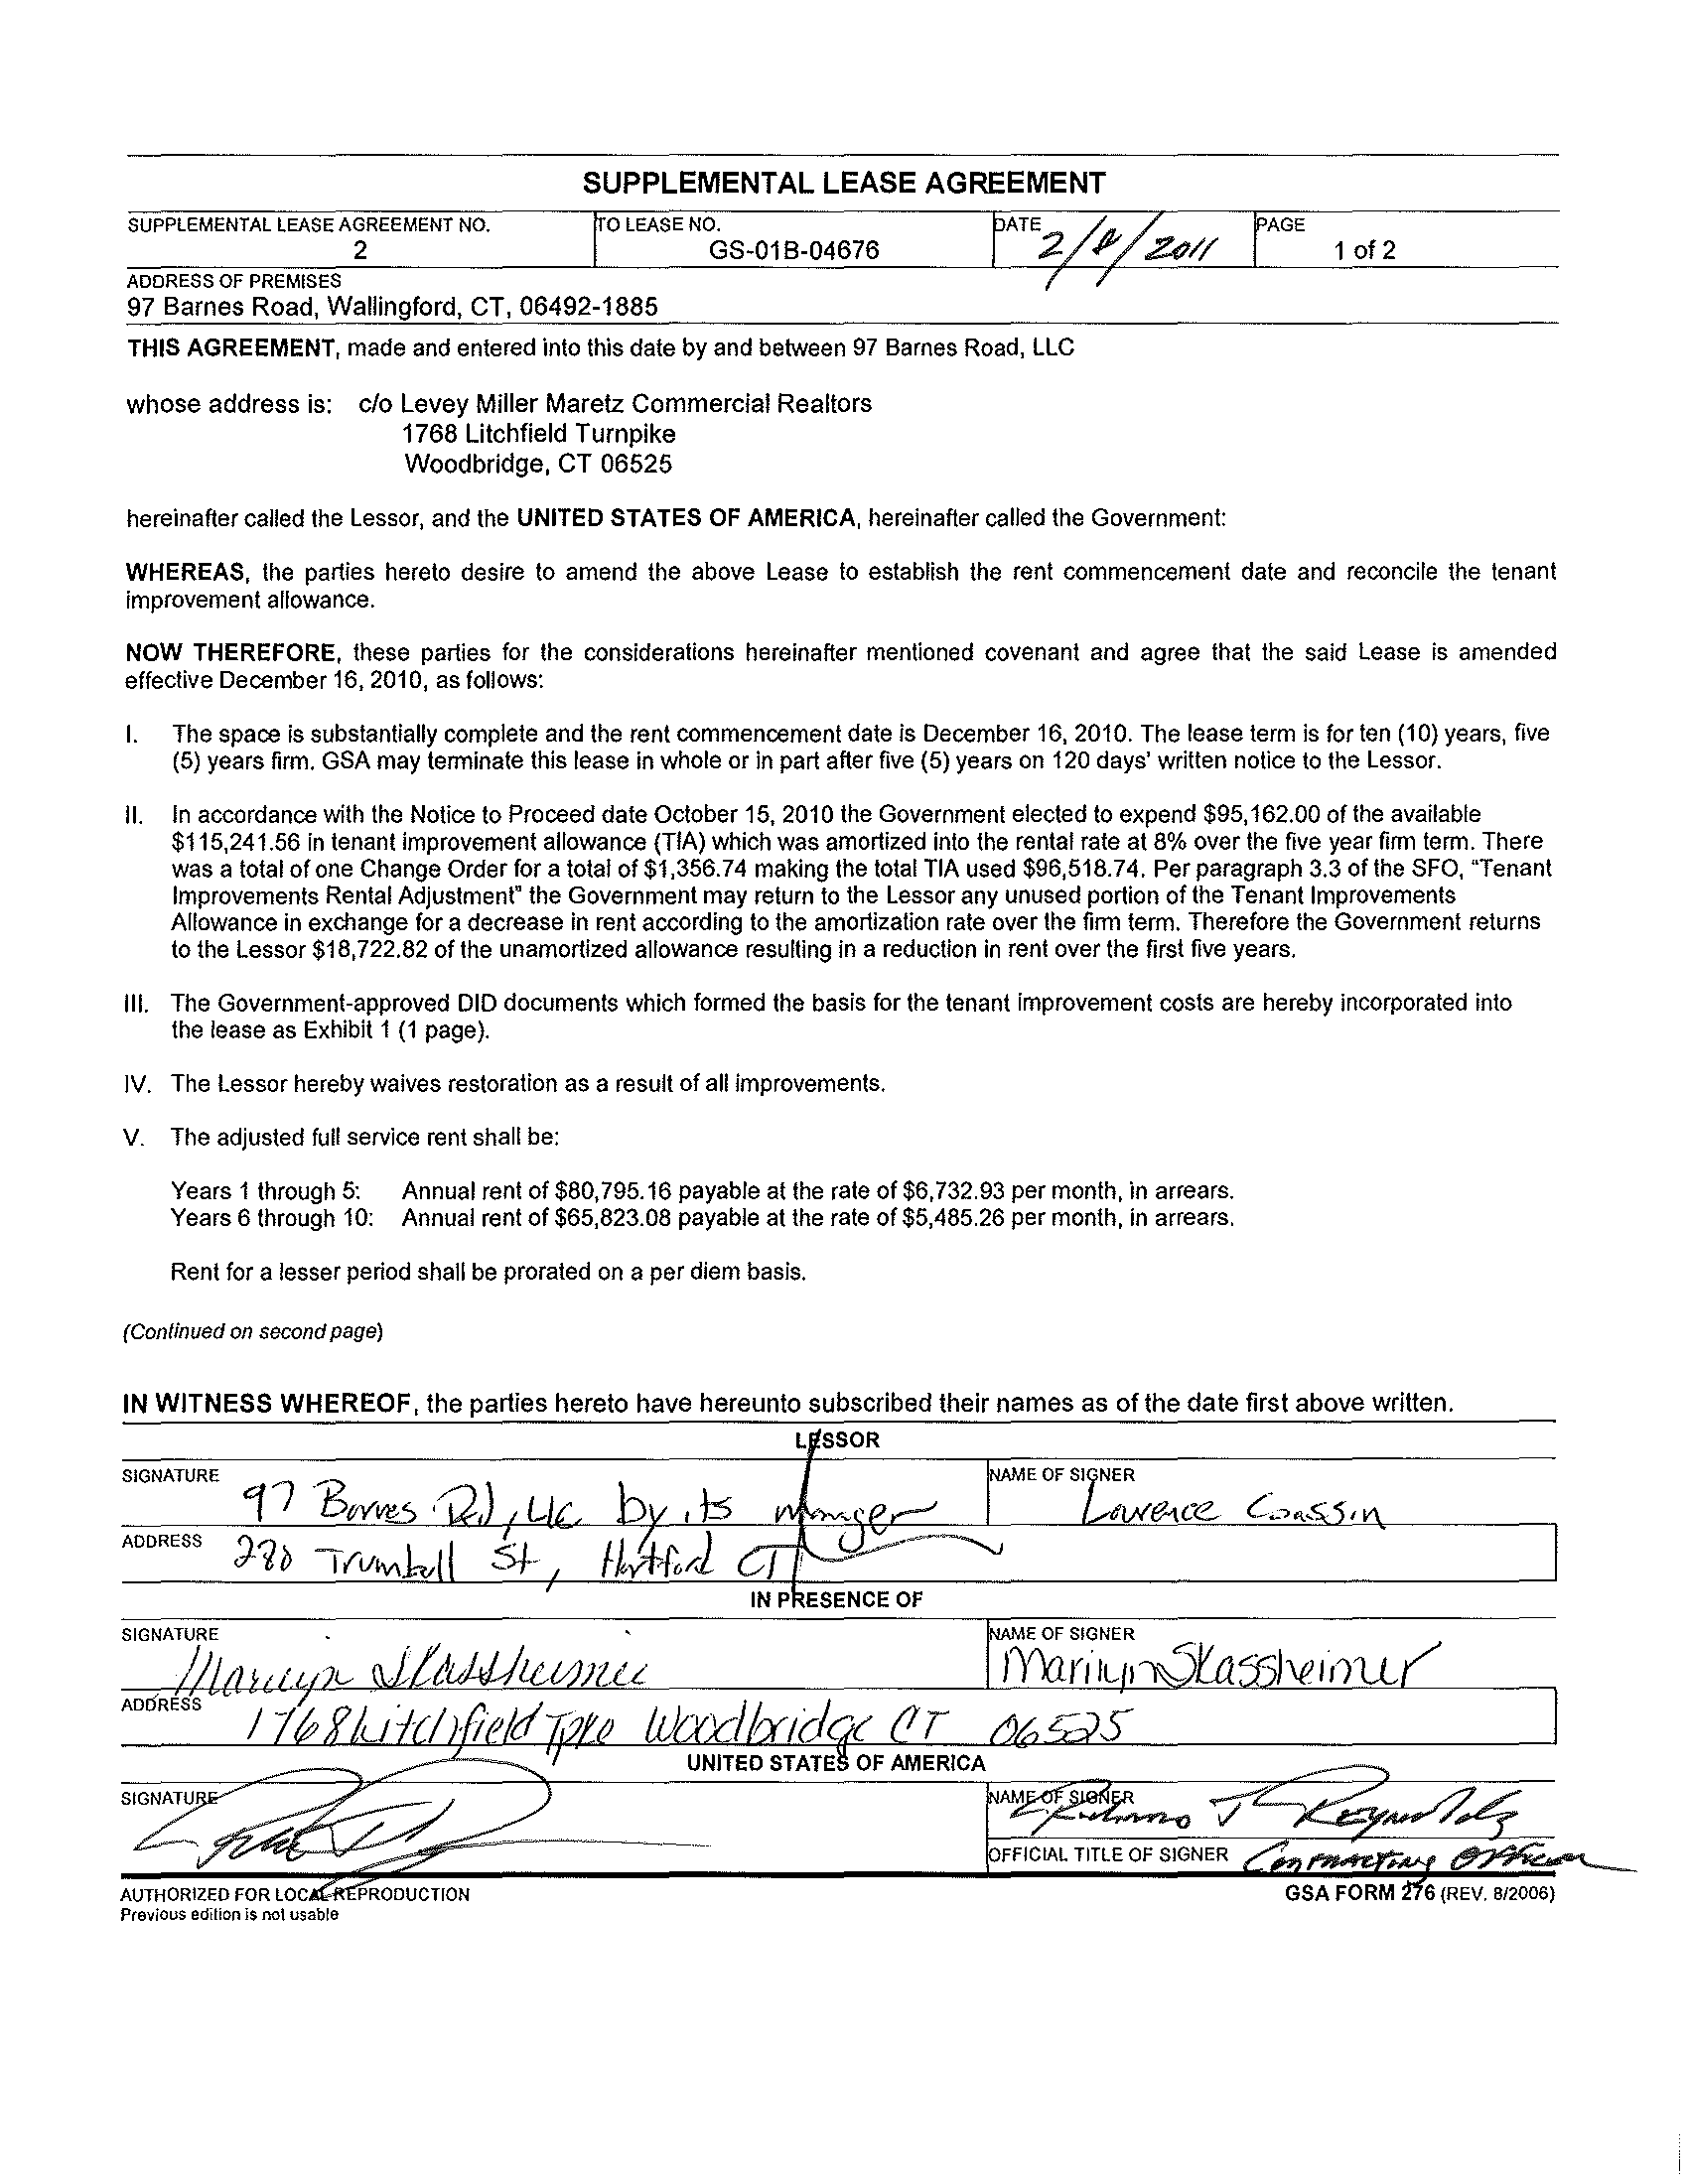 SUPPLEMENTAL LEASE AGREEMENT
SUPPLEMENTAL LEASE AGREEMENT NO.
2
TO LEASE NO.
GS-01B-04676
DATE
2/ /2011
PAGE
1 of 2
ADDRESS OF PREMISES
97 Barnes Road, Wallingford, CT, 06492-1885
THIS AGREEMENT, made and entered into this date by and between 97 Barnes Road, LLC
whose address is: c/o Levey Miller Maretz Commercial Realtors
1768 Litchfield Turnpike
Woodbridge, CT 06525
hereinafter called the Lessor, and the UNITED STATES OF AMERICA, hereinafter called the Government:
WHEREAS, the parties hereto desire to amend the above Lease to establish the rent commencement date and reconcile the tenant
improvement allowance.
NOW THEREFORE, these parties for the considerations hereinafter mentioned covenant and agree that the said Lease is amended
effective December 16, 2010, as follows:
I. The space is substantially complete and the rent commencement date is December 16, 2010. The lease term is for ten (10) years, five
(5) years firm. GSA may terminate this lease in whole or in part after five (5) years on 120 days' written notice to the Lessor.
II. In accordance with the Notice to Proceed date October 15, 2010 the Government elected to expend $95,162.00 of the available
$115,241.56 in tenant improvement allowance (TIA) which was amortized into the rental rate at 8% over the five year firm term. There
was a total of one Change Order for a total of $1,356.74 making the total TIA used $96,518.74. Per paragraph 3.3 of the SFO, "Tenant
Improvements Rental Adjustment" the Government may return to the Lessor any unused portion of the Tenant Improvements
Allowance in exchange for a decrease in rent according to the amortization rate over the firm term. Therefore the Government returns
to the Lessor $18,722.82 of the unamortized allowance resulting in a reduction in rent over the first five years.
III. The Government-approved DID documents which formed the basis for the tenant improvement costs are hereby incorporated into
the lease as Exhibit 1 (1 page).
IV. The Lessor hereby waives restoration as a result of all improvements.
V. The adjusted full service rent shall be:
Years 1 through 5: Annual rent of $80,795.16 payable at the rate of $6,732.93 per month, in arrears.
Years 6 through 10: Annual rent of $65,823.08 payable at the rate of $5,485.26 per month, in arrears.
Rent for a lesser period shall be prorated on a per diem basis.
(Continued on second page)
IN WITNESS WHEREOF, the parties hereto have hereunto subscribed their names as of the date first above written.
LESSOR
SIGNATURE
97 Barnes Rd, LLC by its manager
NAME OF SIGNER
Lawrence Cassin
ADDRESS
280 Trumbull St, Hartford CT
IN PRESENCE OF
SIGNATURE
Marilyn Skassheimer
NAME OF SIGNER
Marilyn Skassheimer
ADDRESS
1768 Litchfield Tpke Woodbridge CT 06525
UNITED STATES OF AMERICA
SIGNATURE
NAME OF SIGNER
T Reynolds
OFFICIAL TITLE OF SIGNER
Contracting Officer
AUTHORIZED FOR LOCAL REPRODUCTION
Previous edition is not usable
GSA FORM 276 (REV. 8/2006)